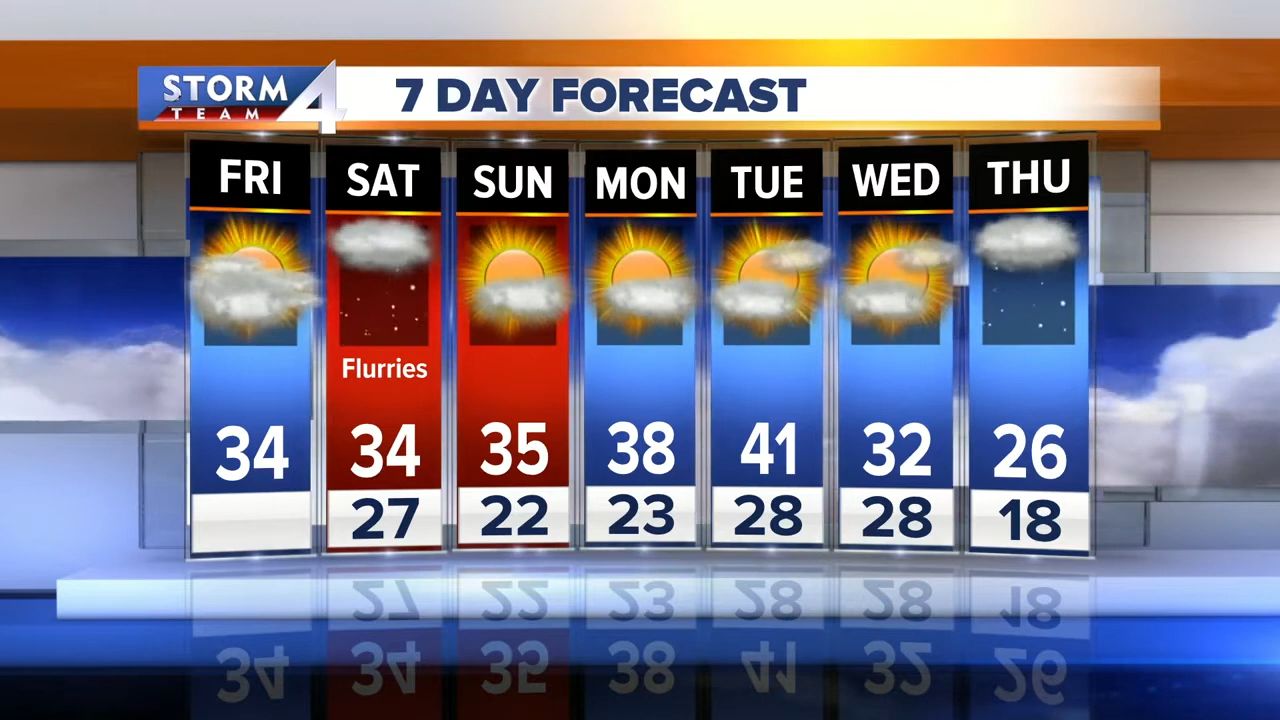 STORM
TEAM 4
7 DAY FORECAST
FRI SAT SUN MON TUE WED THU
Flurries
34 34 35 38 41 32 26
27 22 23 28 28 18